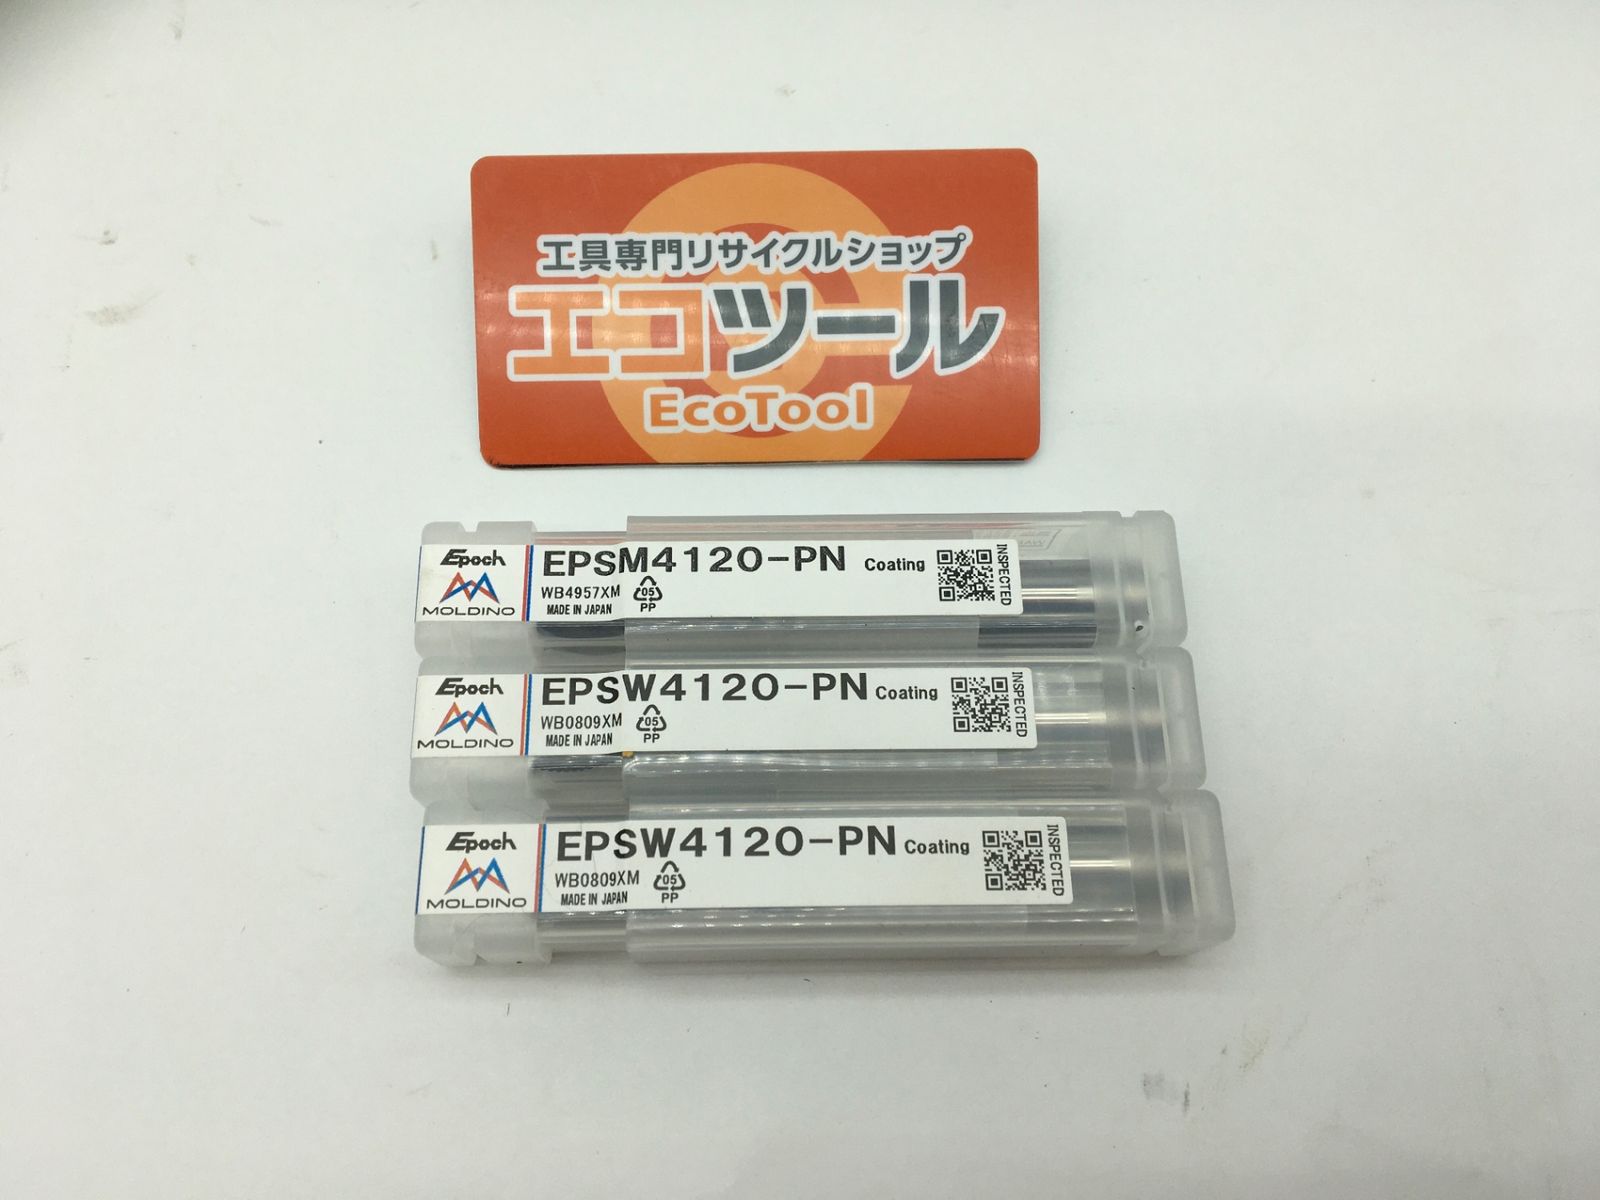 工具専門リサイクルショップ
エコツール
EcoTool
Epoch
MOLDINO
EPSM4120-PN Coating
WB4957XM
MADE IN JAPAN
05
PP
INSPECTED
Epoch
MOLDINO
EPSW4120-PN Coating
WB0809XM
MADE IN JAPAN
05
PP
INSPECTED
Epoch
MOLDINO
EPSW4120-PN Coating
WB0809XM
MADE IN JAPAN
05
PP
INSPECTED